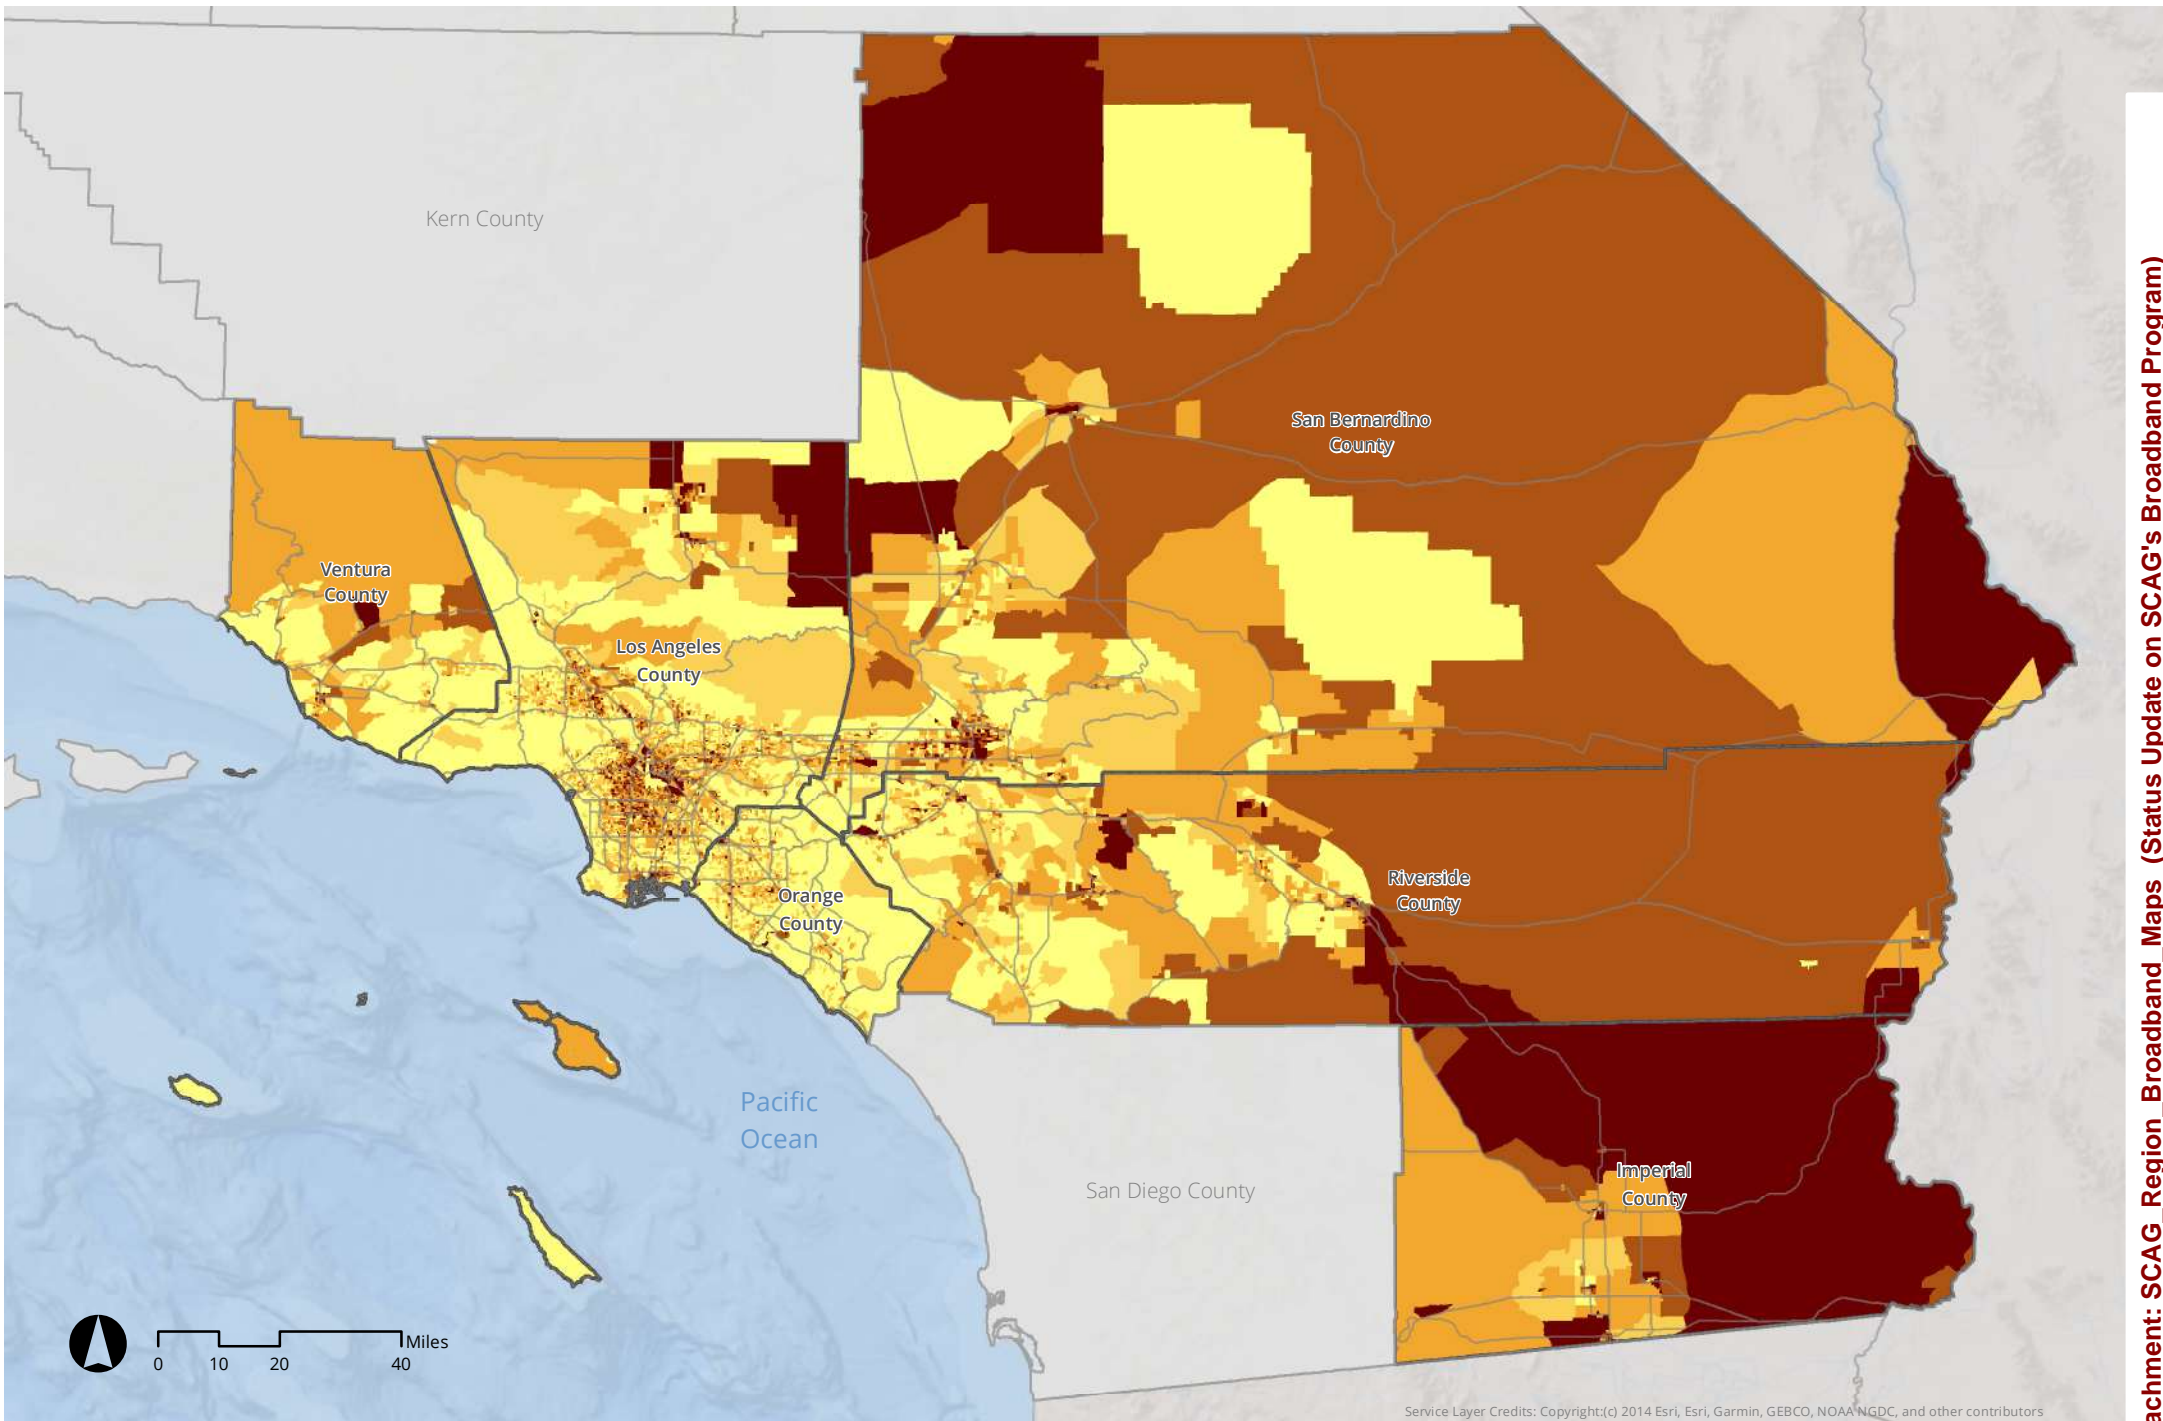 Kern County
San Bernardino
County
Ventura
County
Los Angeles
County
Riverside
County
Orange
County
Pacific
Ocean
San Diego County
Imperial
County
Miles
0 10 20 40
Service Layer Credits: Copyright:(c) 2014 Esri, Esri, Garmin, GEBCO, NOAA NGDC, and other contributors
achment: SCAG_Region_Broadband_Maps (Status Update on SCAG's Broadband Program)